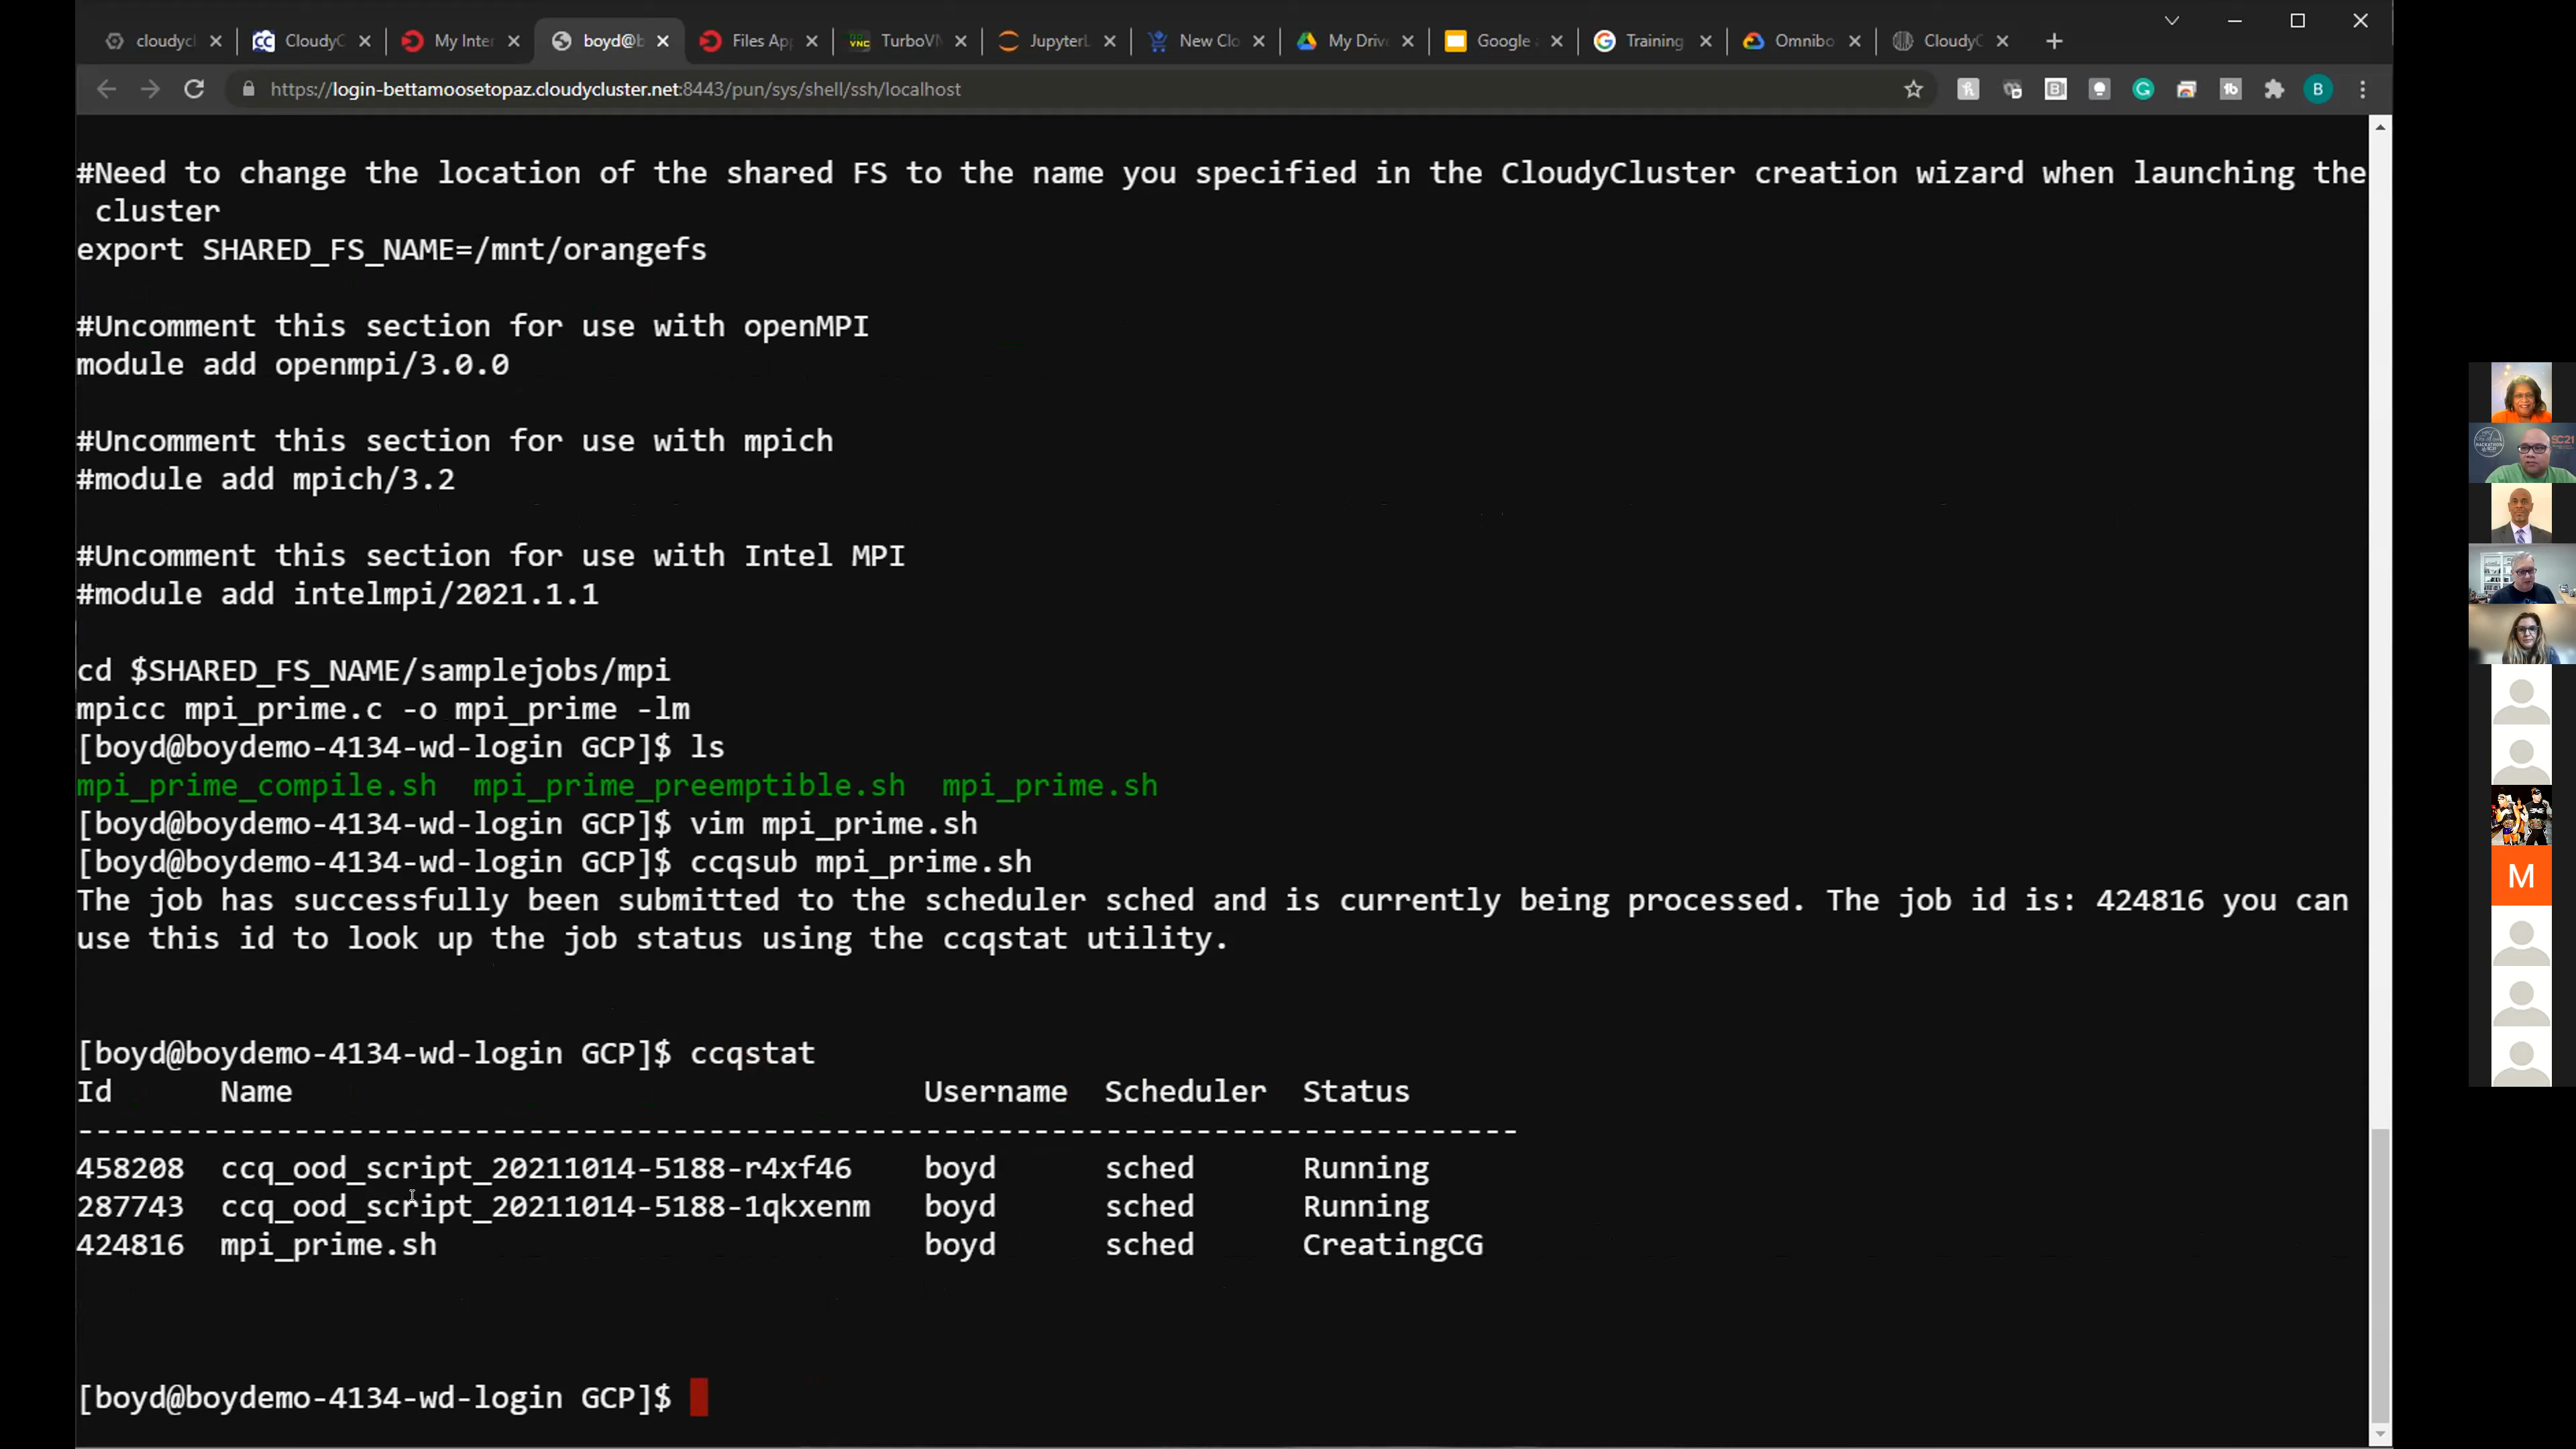 cloudycl
CloudyC
My Inter
boyd@b
Files Ap
TurboVN
JupyterL
New Clo
My Drive
Google
Training
Omnibo
CloudyC
https://login-bettamoosetopaz.cloudycluster.net:8443/pun/sys/shell/ssh/localhost
B
#Need to change the location of the shared FS to the name you specified in the CloudyCluster creation wizard when launching the
cluster
export SHARED_FS_NAME=/mnt/orangefs
#Uncomment this section for use with openMPI
module add openmpi/3.0.0
#Uncomment this section for use with mpich
#module add mpich/3.2
#Uncomment this section for use with Intel MPI
#module add intelmpi/2021.1.1
cd $SHARED_FS_NAME/samplejobs/mpi
mpicc mpi_prime.c -o mpi_prime -lm
[boyd@boydemo-4134-wd-login GCP]$ ls
mpi_prime_compile.sh mpi_prime_preemptible.sh mpi_prime.sh
[boyd@boydemo-4134-wd-login GCP]$ vim mpi_prime.sh
[boyd@boydemo-4134-wd-login GCP]$ ccqsub mpi_prime.sh
The job has successfully been submitted to the scheduler sched and is currently being processed. The job id is: 424816 you can
use this id to look up the job status using the ccqstat utility.
[boyd@boydemo-4134-wd-login GCP]$ ccqstat
Id Name Username Scheduler Status
--------------------------------------------------------------------------------
458208 ccq_ood_script_20211014-5188-r4xf46 boyd sched Running
287743 ccq_ood_script_20211014-5188-1qkxenm boyd sched Running
424816 mpi_prime.sh boyd sched CreatingCG
[boyd@boydemo-4134-wd-login GCP]$
SC21
M